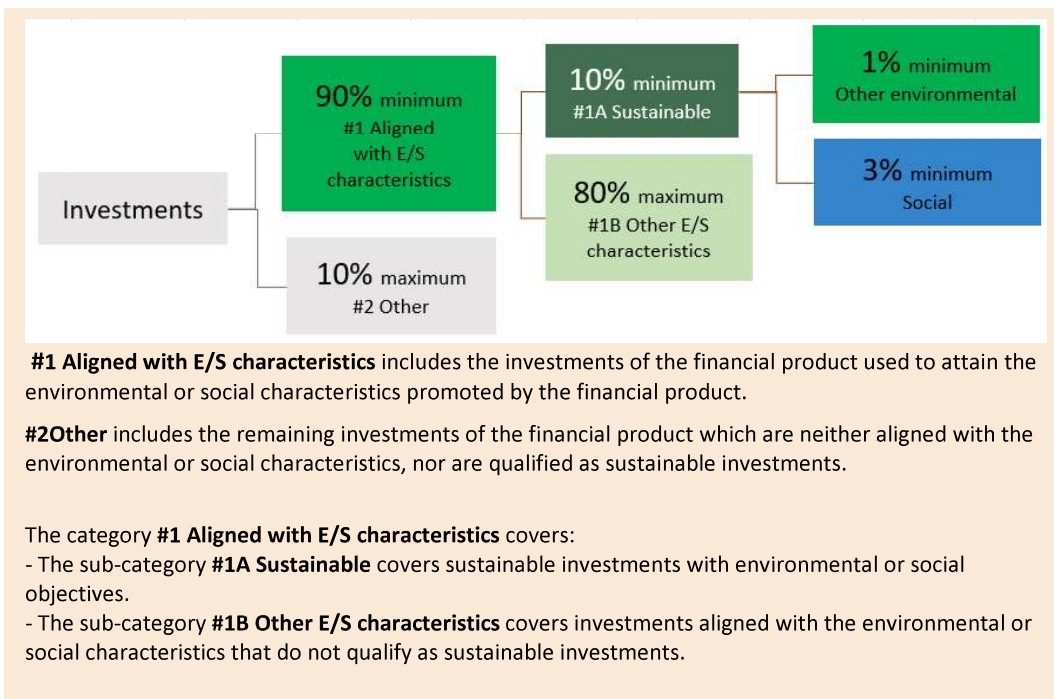 Investments
90% minimum
#1 Aligned
with E/S
characteristics
10% maximum
#2 Other
10% minimum
#1A Sustainable
80% maximum
#1B Other E/S
characteristics
1% minimum
Other environmental
3% minimum
Social
#1 Aligned with E/S characteristics includes the investments of the financial product used to attain the
environmental or social characteristics promoted by the financial product.
#2Other includes the remaining investments of the financial product which are neither aligned with the
environmental or social characteristics, nor are qualified as sustainable investments.
The category #1 Aligned with E/S characteristics covers:
- The sub-category #1A Sustainable covers sustainable investments with environmental or social
objectives.
- The sub-category #1B Other E/S characteristics covers investments aligned with the environmental or
social characteristics that do not qualify as sustainable investments.